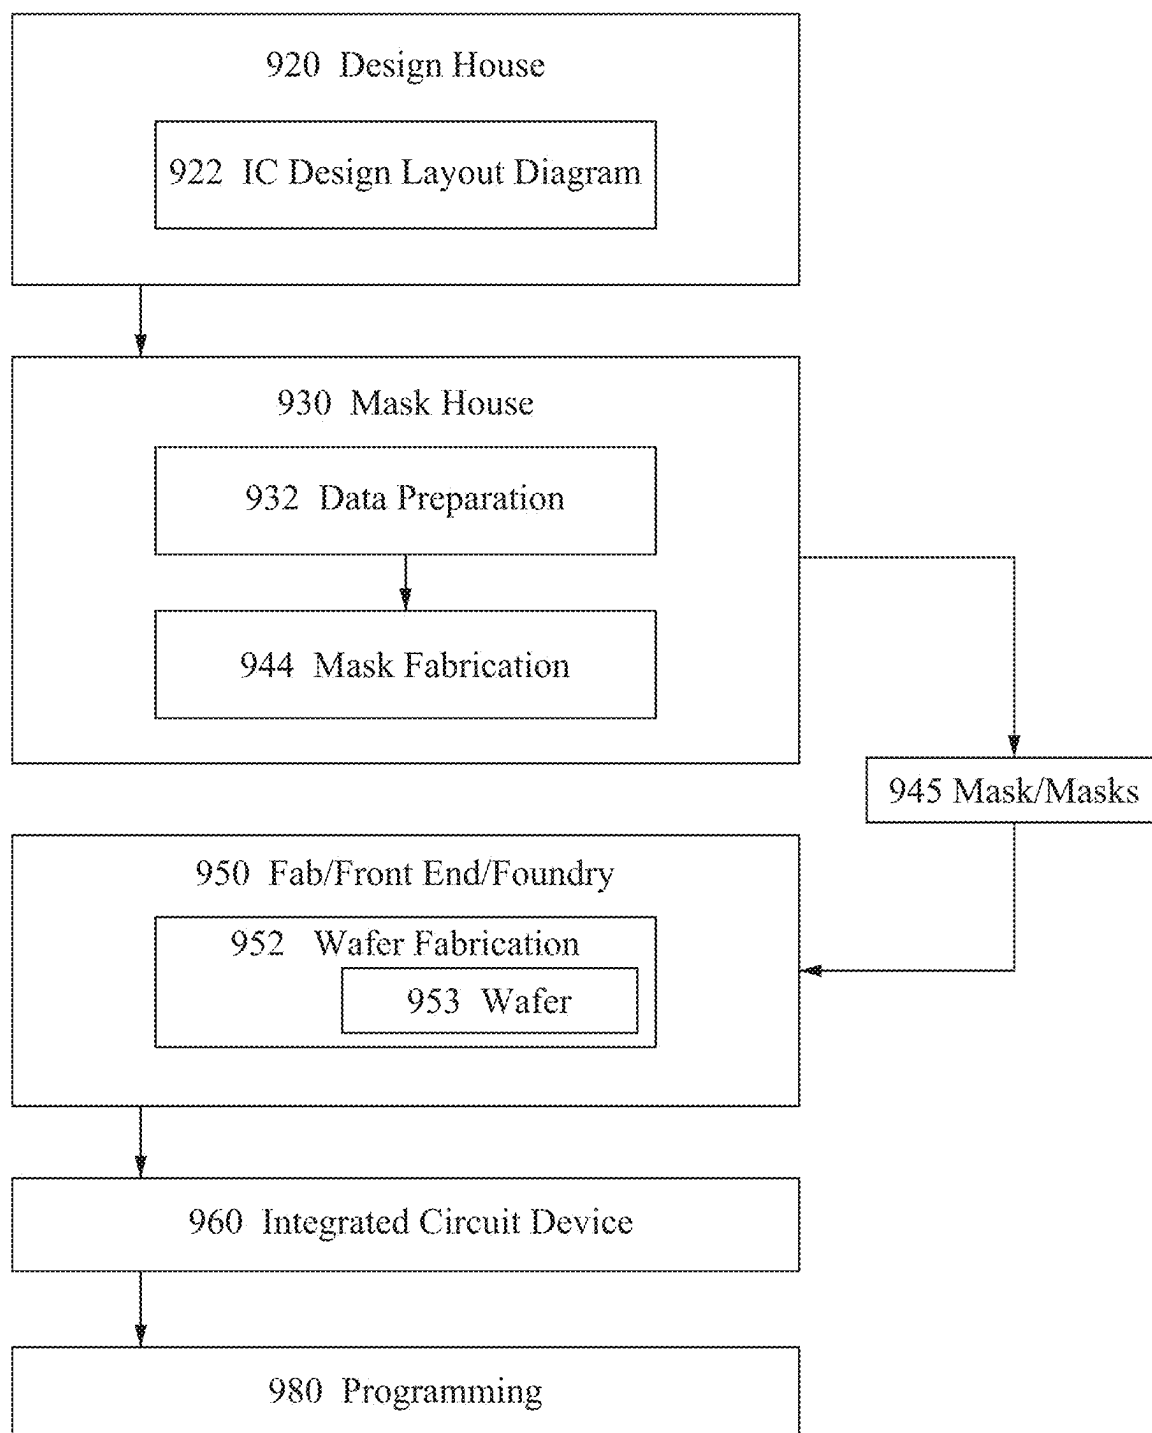 920 Design House
922 IC Design Layout Diagram
930 Mask House
932 Data Preparation
944 Mask Fabrication
945 Mask/Masks
950 Fab/Front End/Foundry
952 Wafer Fabrication
953 Wafer
960 Integrated Circuit Device
980 Programming